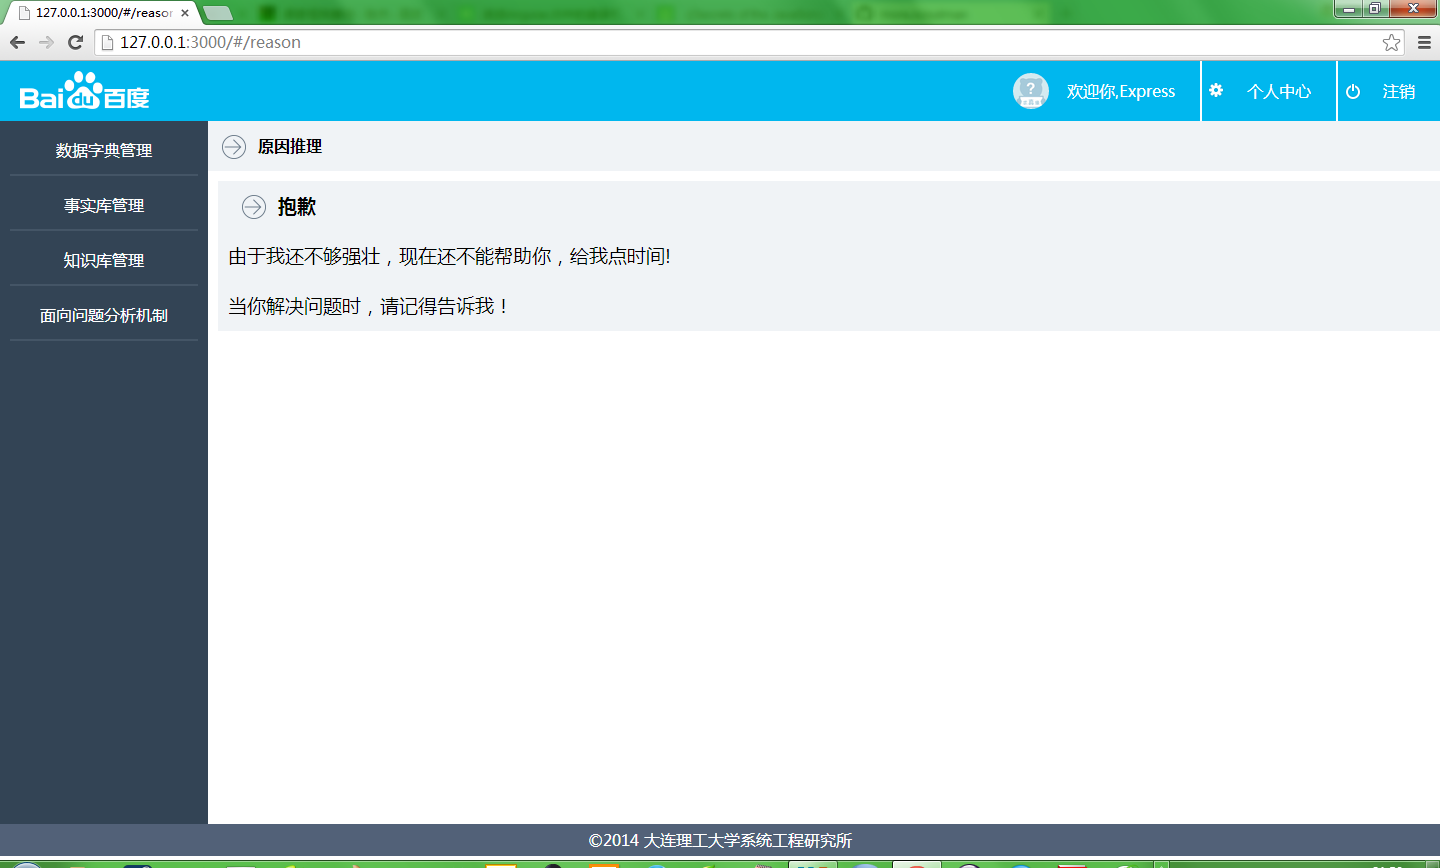 127.0.0.1:3000/#/reason
127.0.0.1:3000/#/reason
Bai du 百度
欢迎你,Express
个人中心
注销
数据字典管理
事实库管理
知识库管理
面向问题分析机制
原因推理
抱歉
由于我还不够强壮，现在还不能帮助你，给我点时间!
当你解决问题时，请记得告诉我！
©2014 大连理工大学系统工程研究所